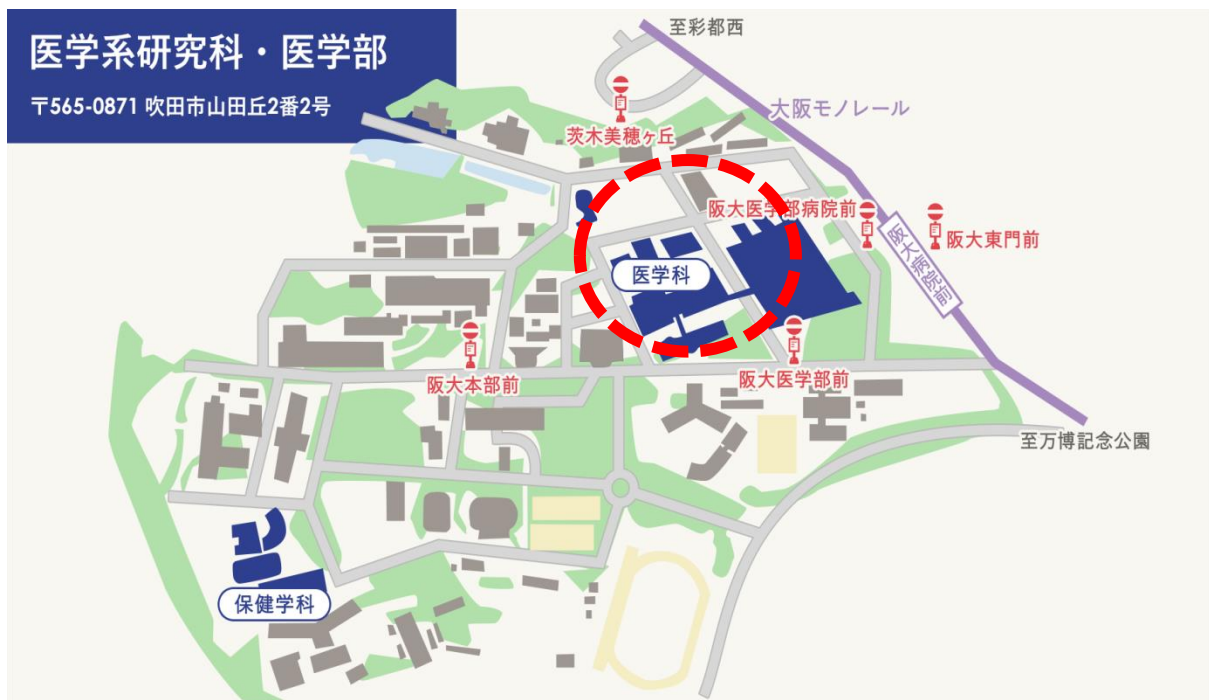 医学系研究科・医学部
〒565-0871 吹田市山田丘2番2号
至彩都西
大阪モノレール
茨木美穂ヶ丘
阪大医学部病院前
阪大東門前
阪大病院前
医学科
阪大本部前
阪大医学部前
至万博記念公園
保健学科